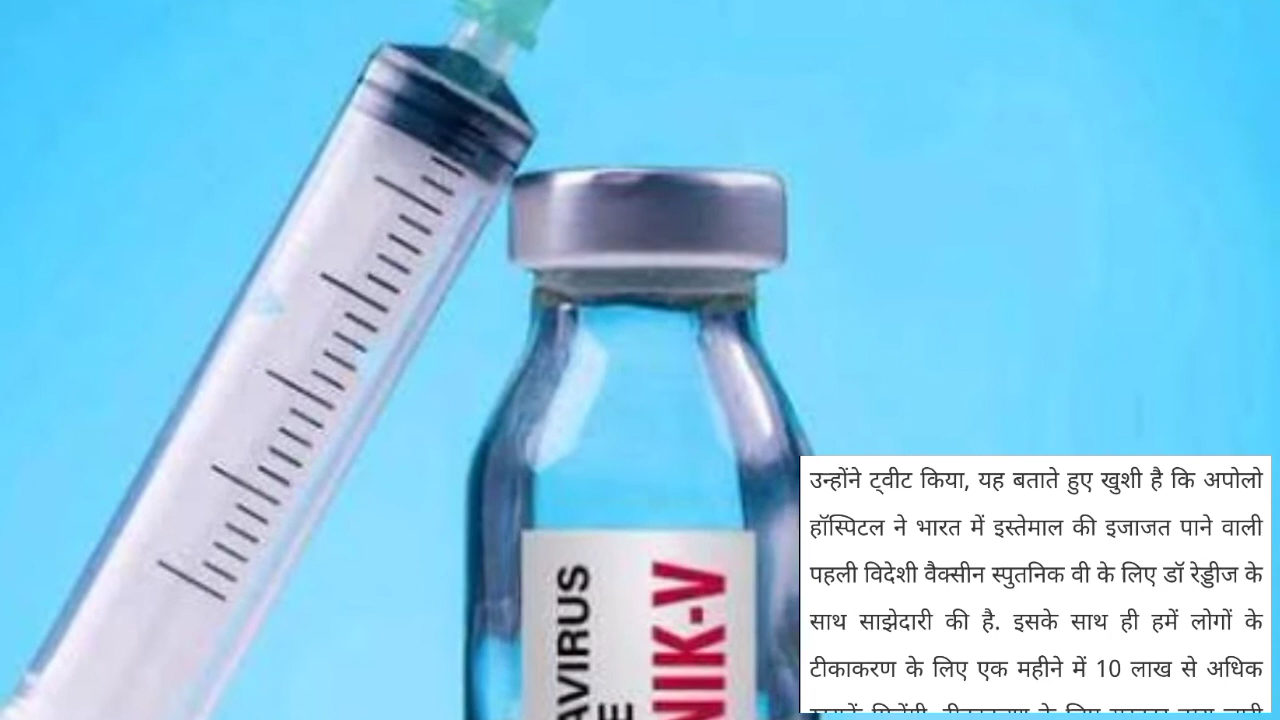 AVIRUS
E
NIK-V
उन्होंने ट्वीट किया, यह बताते हुए खुशी है कि अपोलो
हॉस्पिटल ने भारत में इस्तेमाल की इजाजत पाने वाली
पहली विदेशी वैक्सीन स्पुतनिक वी के लिए डॉ रेड्डीज के
साथ साझेदारी की है. इसके साथ ही हमें लोगों के
टीकाकरण के लिए एक महीने में 10 लाख से अधिक